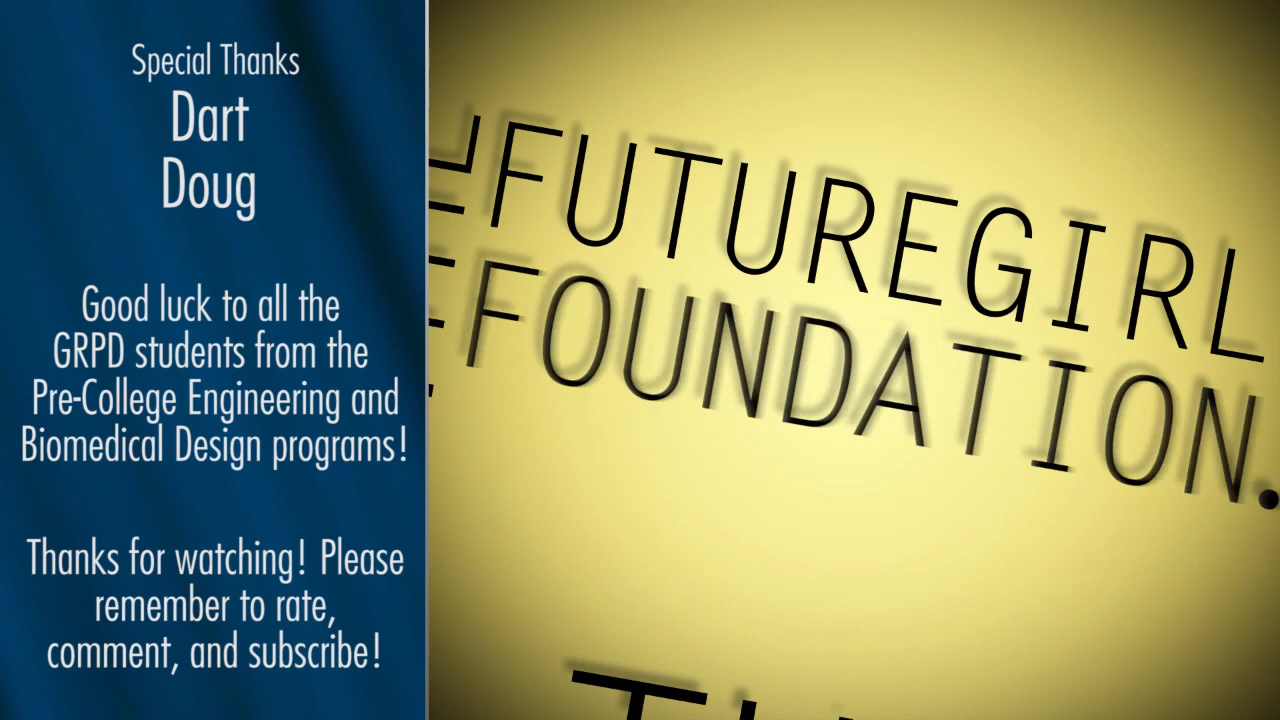 Special Thanks
Dart
Doug
Good luck to all the
GRPD students from the
Pre-College Engineering and
Biomedical Design programs!
Thanks for watching! Please
remember to rate,
comment, and subscribe!
FUTUREGIRL
FOUNDATION.